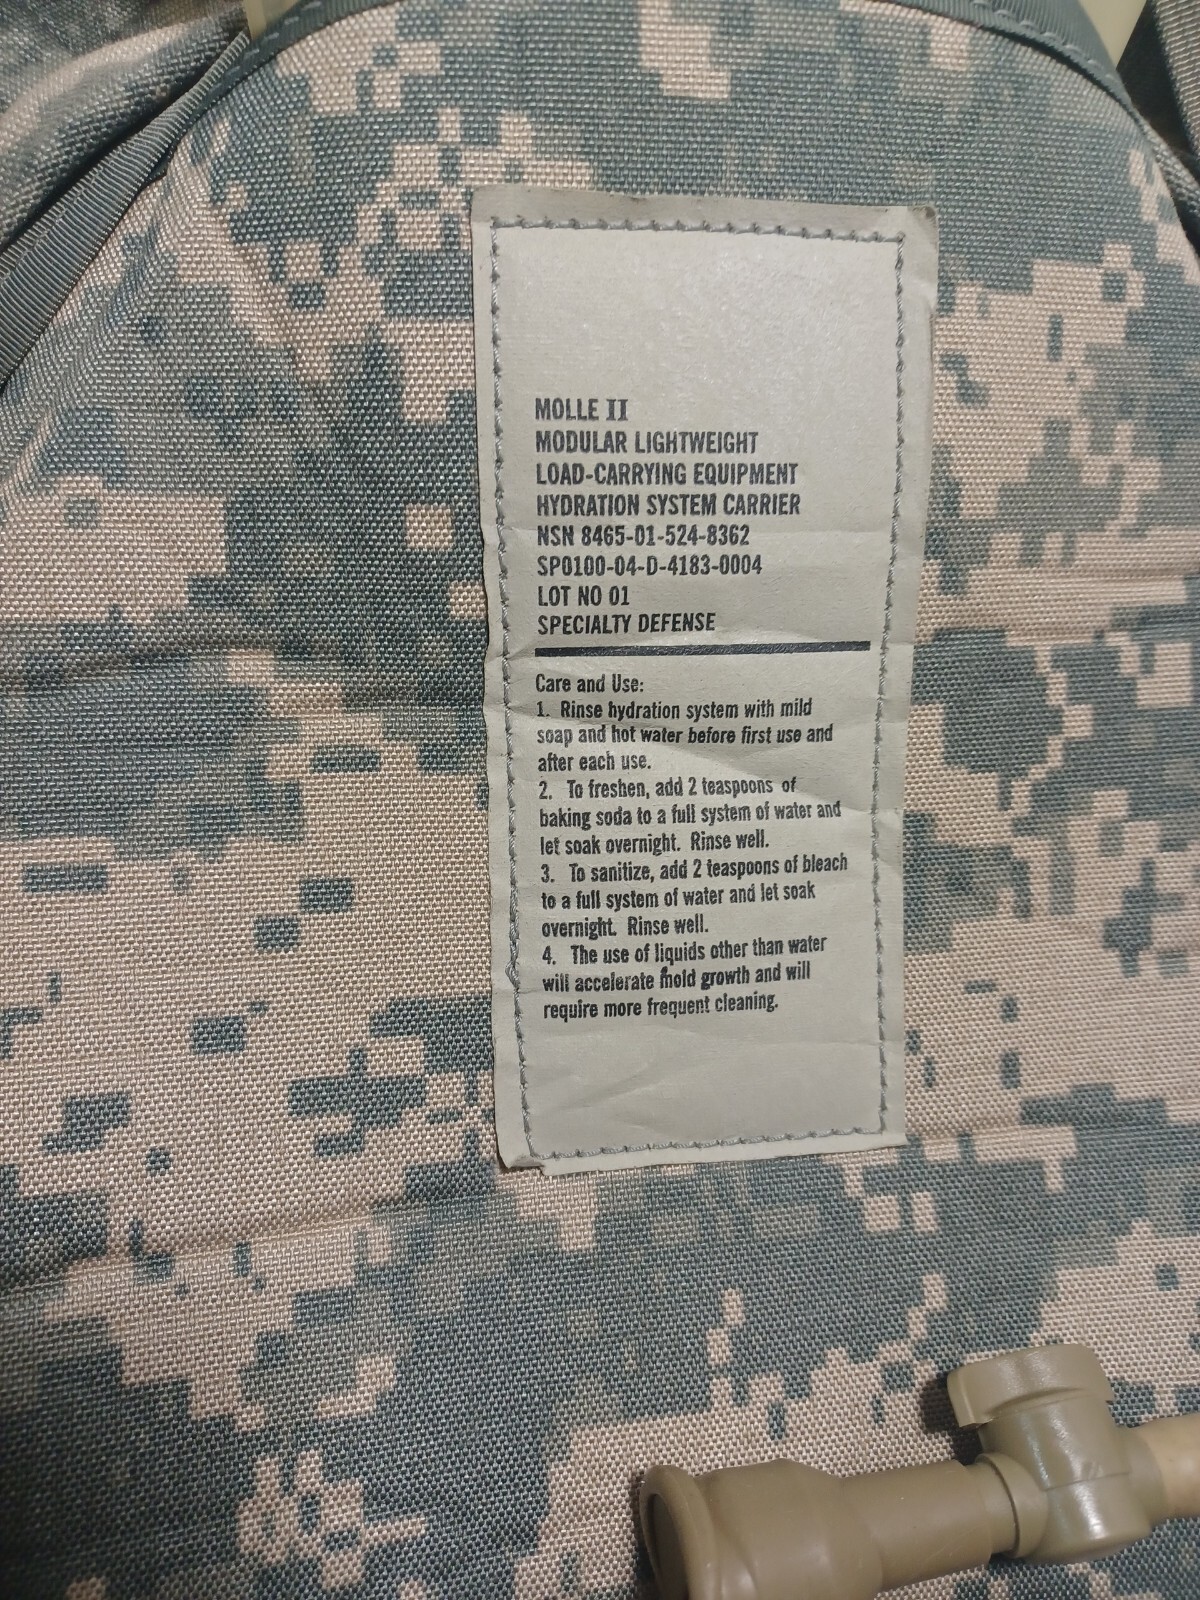 MOLLE II
MODULAR LIGHTWEIGHT
LOAD-CARRYING EQUIPMENT
HYDRATION SYSTEM CARRIER
NSN 8465-01-524-8362
SP0100-04-D-4183-0004
LOT NO 01
SPECIALTY DEFENSE
Care and Use:
1. Rinse hydration system with mild
soap and hot water before first use and
after each use.
2. To freshen, add 2 teaspoons of
baking soda to a full system of water and
let soak overnight. Rinse well.
3. To sanitize, add 2 teaspoons of bleach
to a full system of water and let soak
overnight. Rinse well.
4. The use of liquids other than water
will accelerate mold growth and will
require more frequent cleaning.